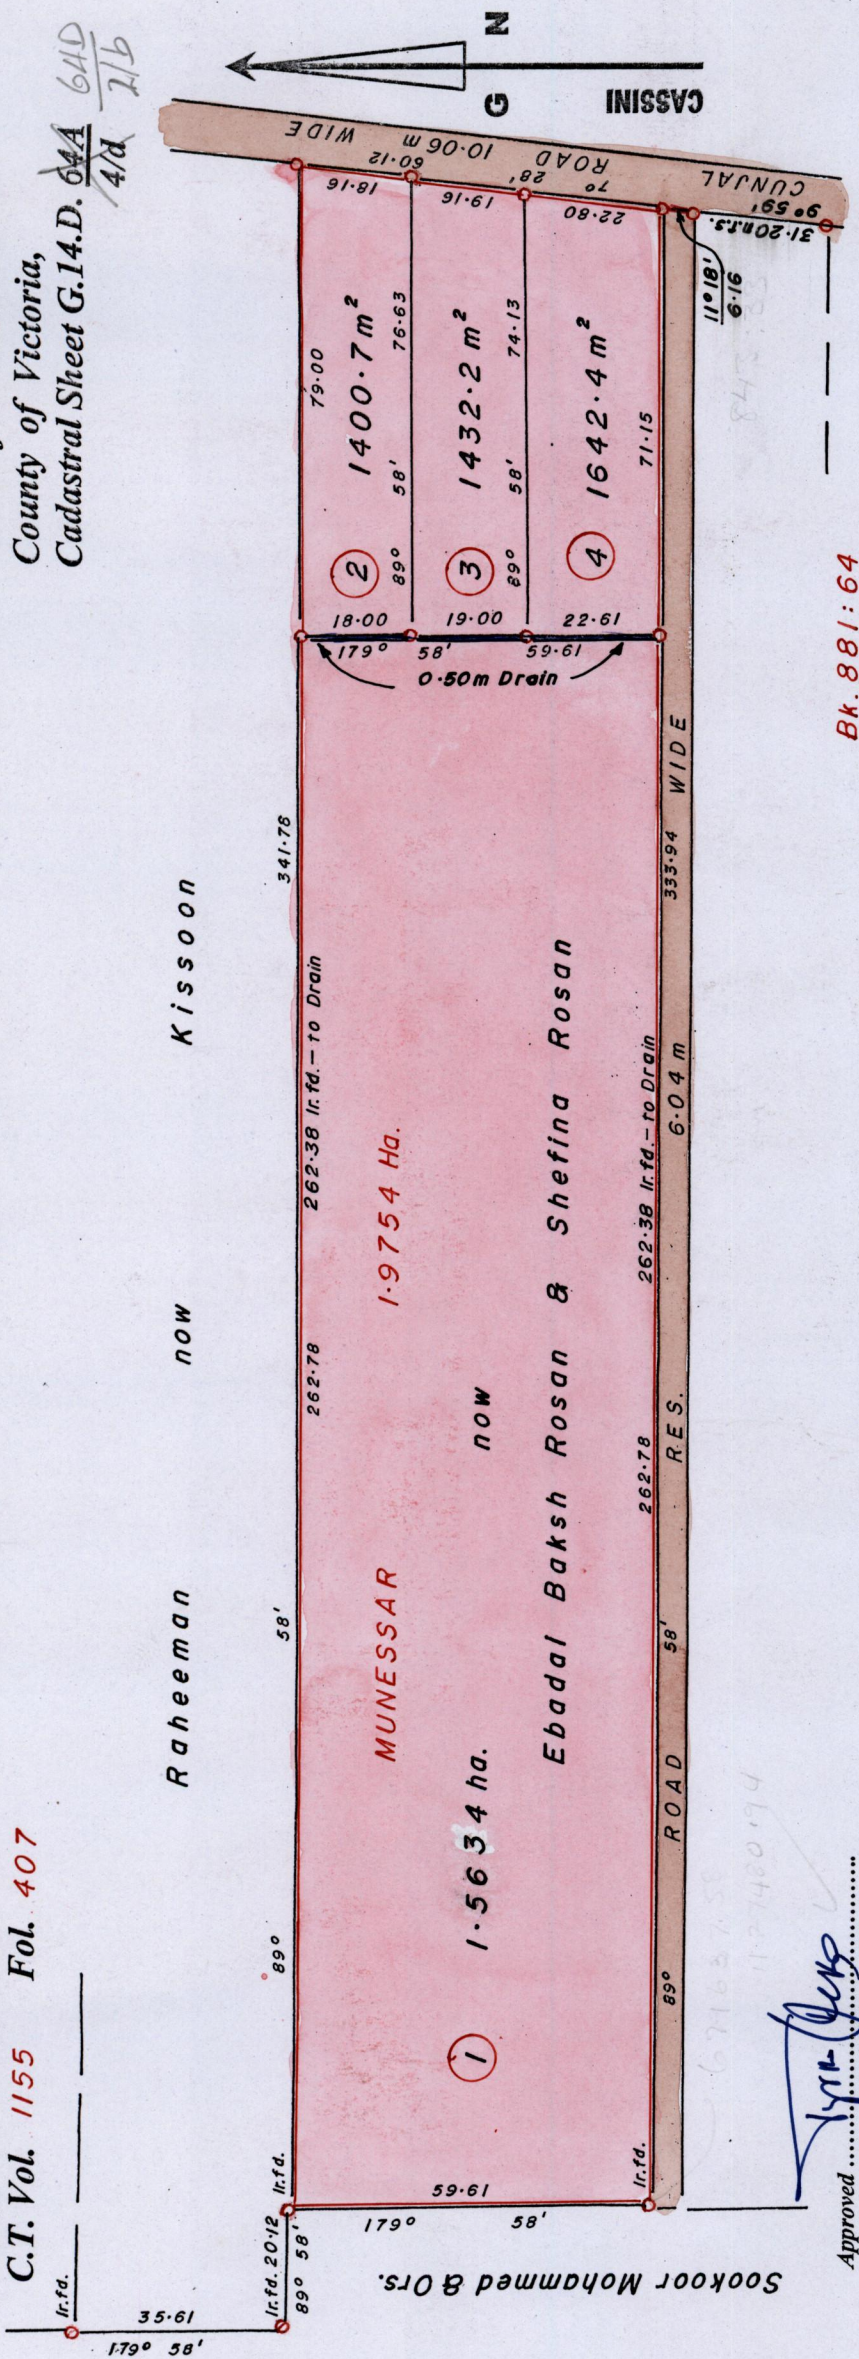 County of Victoria,
Cadastral Sheet G.14.D. 64A 64D
4/d 2/b
C.T. Vol. 1155 Fol. 407
CASSINI
G N
Raheeman now Kissoon
Ir.fd.
35·61
179° 58'
Ir.fd. 20·12
89° 58'
Ir.fd.
89° 58' 341·78
262·78 262·38 Ir.fd.–to Drain
79·00
MUNESSAR 1·9754 Ha.
now
1 1·5634 ha.
Ebadal Baksh Rosan & Shefina Rosan
59·61
179° 58'
Ir.fd.
Sookoor Mohammed & Ors.
2 1400·7 m²
89° 58' 76·63
3 1432·2 m²
89° 58' 74·13
4 1642·4 m²
71·15
18·00 19·00 22·61
179° 58' 59·61
0·50m Drain
18·16
19·16
22·80
60·12
7° 28'
CUNJAL ROAD 10·06 m WIDE
9° 59'
31·20 n.t.s.
11° 18'
6·16
262·78 262·38 Ir.fd.–to Drain
89° 58' 333·94
ROAD RES. 6·04 m WIDE
Bk. 881:64
Approved